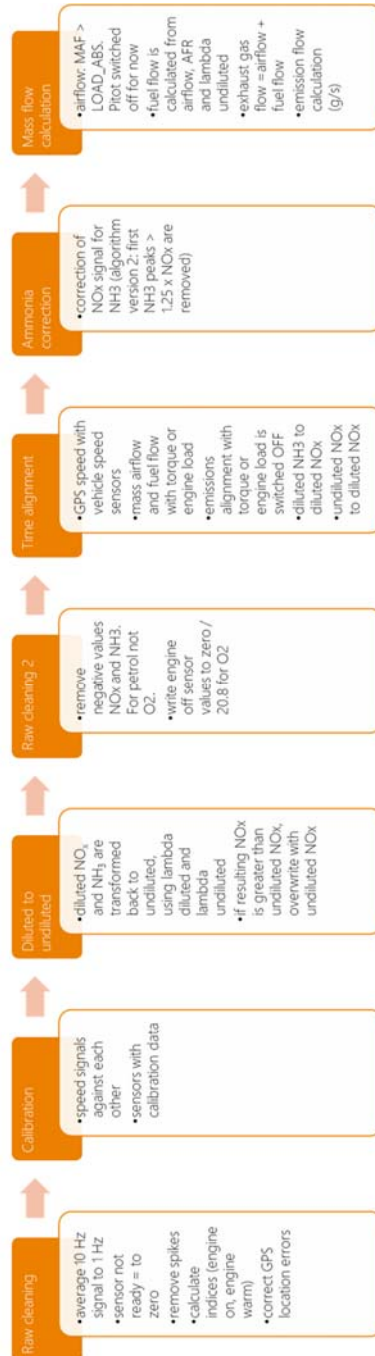 Raw cleaning
•average 10 Hz
signal to 1 Hz
•sensor not
ready = to
zero
•remove spikes
•calculate
indices (engine
on, engine
warm)
•correct GPS
location errors
Calibration
•speed signals
against each
other
•sensors with
calibration data
Diluted to
undiluted
•diluted NOₓ
and NH₃ are
transformed
back to
undiluted,
using lambda
diluted and
lambda
undiluted
•if resulting NOx
is greater than
undiluted NOx,
overwrite with
undiluted NOx
Raw cleaning 2
•remove
negative values
NOx and NH3.
For petrol not
O2.
•write engine
off sensor
values to zero /
20.8 for O2
Time alignment
•GPS speed with
vehicle speed
sensors
•mass airflow
and fuel flow
with torque or
engine load
•emissions
alignment with
torque or
engine load is
switched OFF
•diluted NH3 to
diluted NOx
•undiluted NOx
to diluted NOx
Ammonia
correction
•correction of
NOx signal for
NH3 (algorithm
version 2: first
NH3 peaks >
1.25 x NOx are
removed)
Mass flow
calculation
•airflow: MAF >
LOAD_ABS.
Pitot switched
off for now
•fuel flow is
calculated from
airflow, AFR
and lambda
undiluted
•exhaust gas
flow = airflow +
fuel flow
•emission flow
calculation
(g/s)